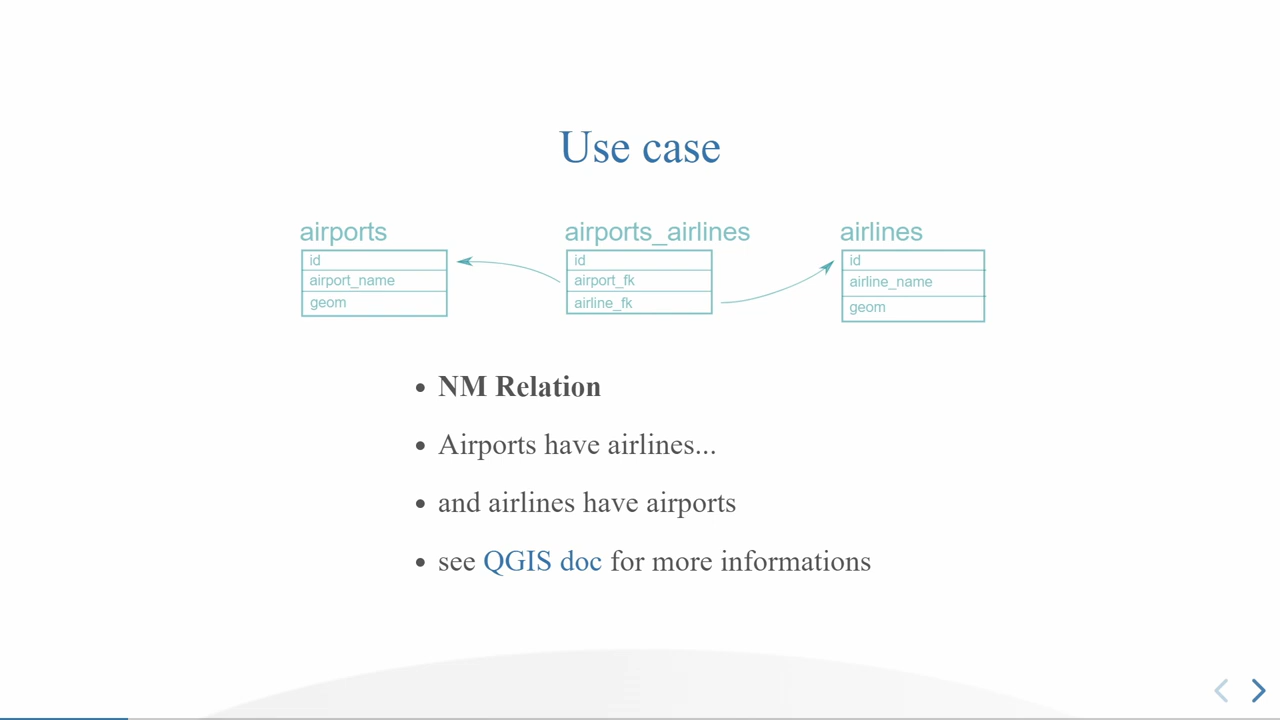 Use case
airports
id
airport_name
geom
airports_airlines
id
airport_fk
airline_fk
airlines
id
airline_name
geom
NM Relation
Airports have airlines...
and airlines have airports
see QGIS doc for more informations